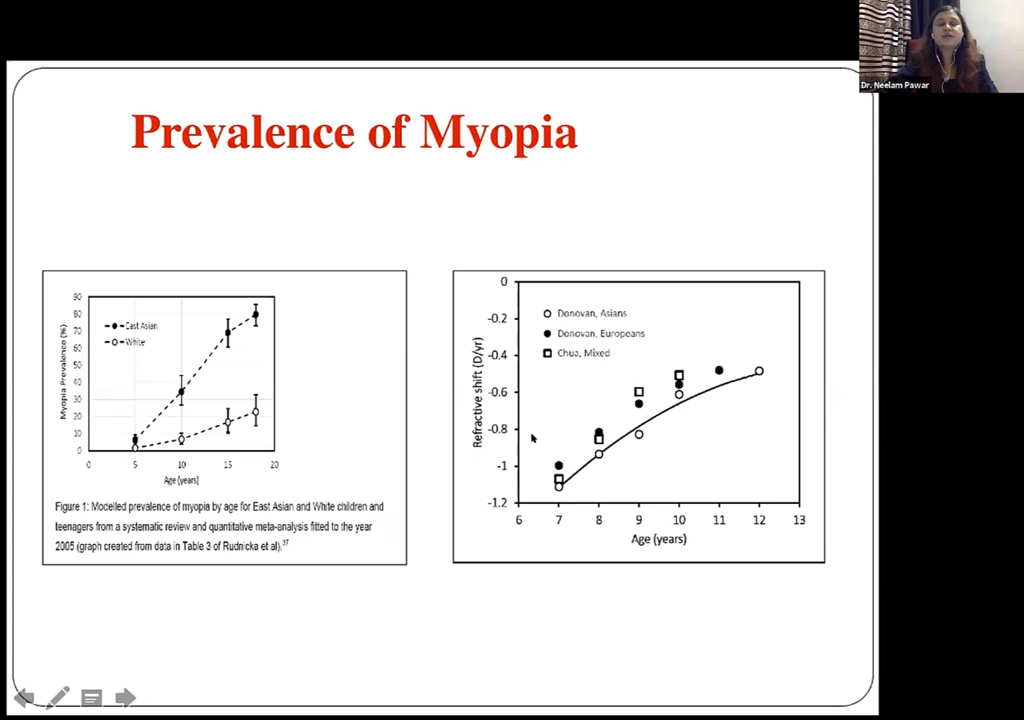 Dr. Neelam Pawar
Prevalence of Myopia
90
80
70
60
50
40
30
20
10
0
Myopia Prevalence (%)
East Asian
White
0 5 10 15 20
Age (years)
Figure 1: Modelled prevalence of myopia by age for East Asian and White children and
teenagers from a systematic review and quantitative meta-analysis fitted to the year
2005 (graph created from data in Table 3 of Rudnicka et al).37
0
-0.2
-0.4
-0.6
-0.8
-1
-1.2
Refractive shift (D/yr)
Donovan, Asians
Donovan, Europeans
Chua, Mixed
6 7 8 9 10 11 12 13
Age (years)